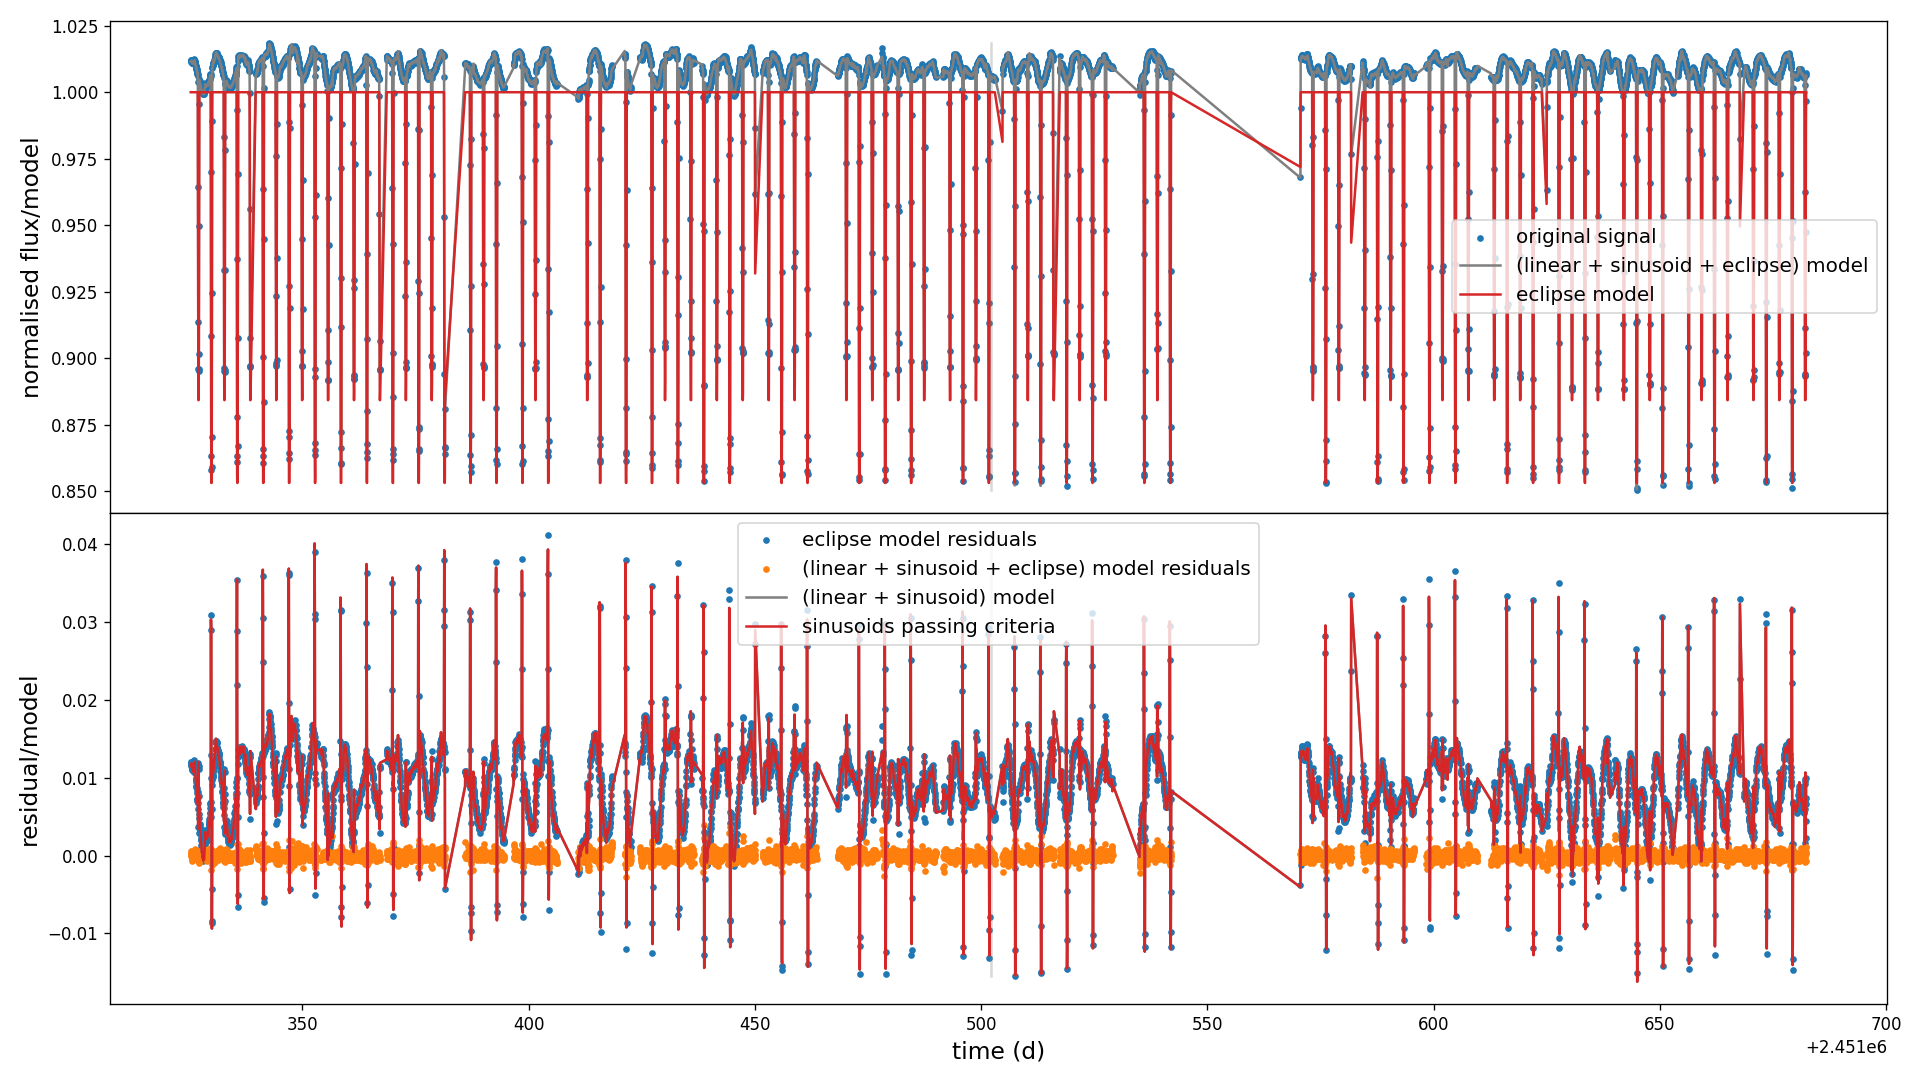 1.025
1.000
0.975
0.950
0.925
0.900
0.875
0.850
normalised flux/model
original signal
(linear + sinusoid + eclipse) model
eclipse model
0.04
0.03
0.02
0.01
0.00
−0.01
residual/model
eclipse model residuals
(linear + sinusoid + eclipse) model residuals
(linear + sinusoid) model
sinusoids passing criteria
350 400 450 500 550 600 650 700
time (d)
+2.451e6